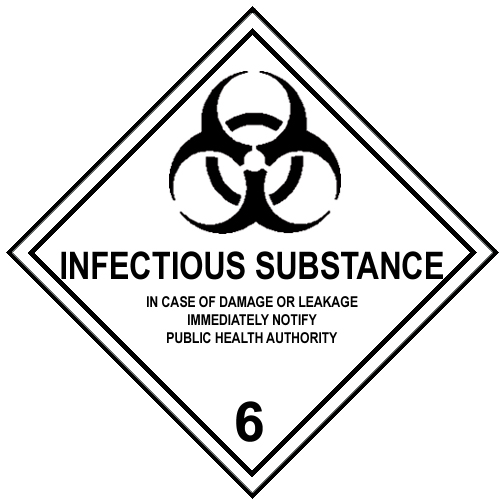 INFECTIOUS SUBSTANCE
IN CASE OF DAMAGE OR LEAKAGE
IMMEDIATELY NOTIFY
PUBLIC HEALTH AUTHORITY
6